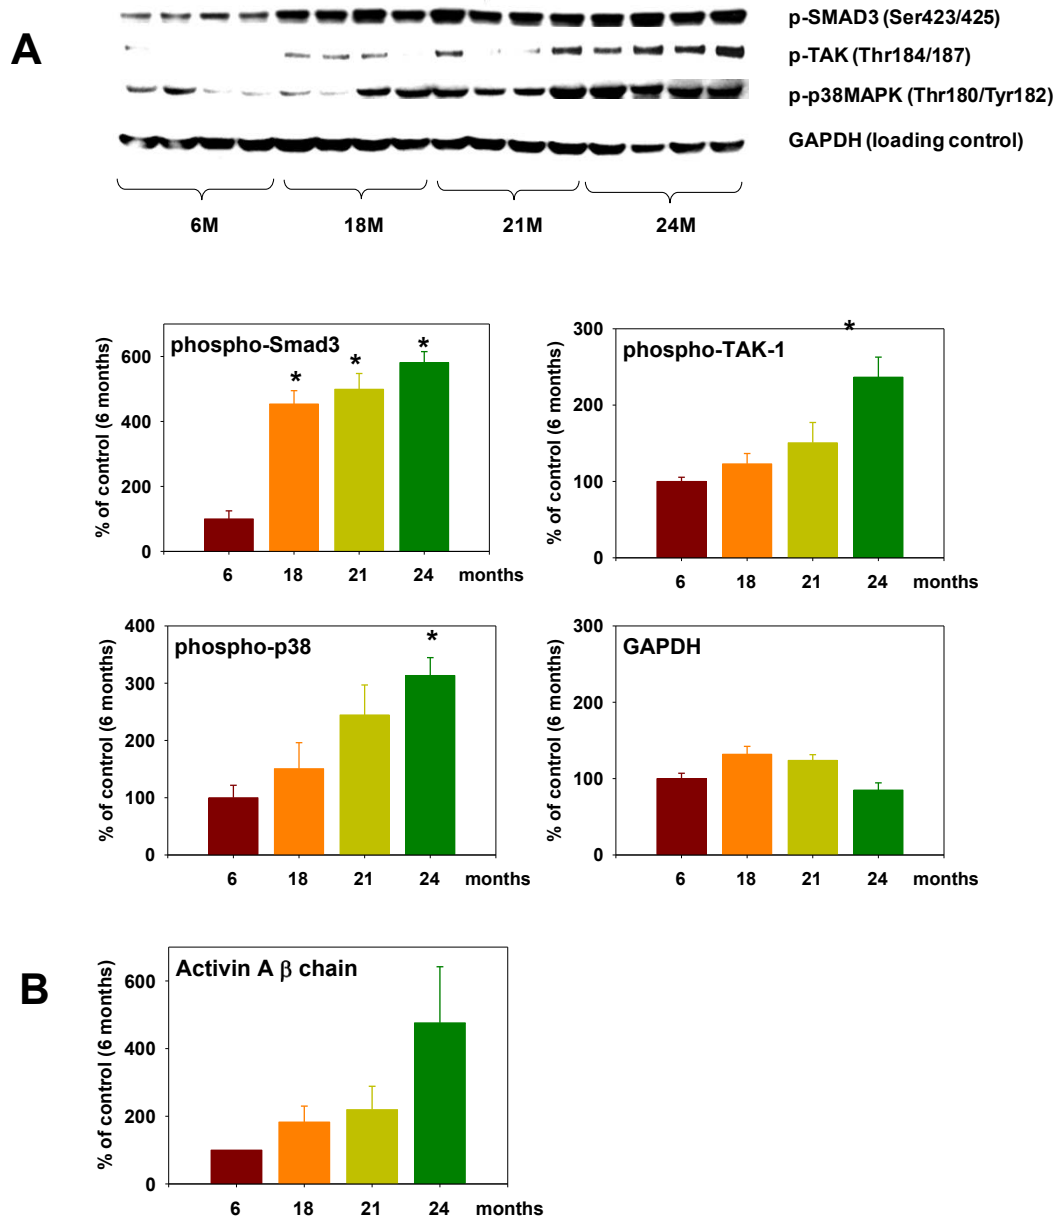 A
p-SMAD3 (Ser423/425)
p-TAK (Thr184/187)
p-p38MAPK (Thr180/Tyr182)
GAPDH (loading control)
6M 18M 21M 24M
phospho-Smad3
% of control (6 months)
600
400
200
0
* * *
6 18 21 24 months
phospho-TAK-1
% of control (6 months)
300
200
100
0
*
6 18 21 24 months
phospho-p38
% of control (6 months)
400
300
200
100
0
*
6 18 21 24 months
GAPDH
% of control (6 months)
300
200
100
0
6 18 21 24 months
B
Activin A β chain
% of control (6 months)
600
400
200
0
6 18 21 24 months